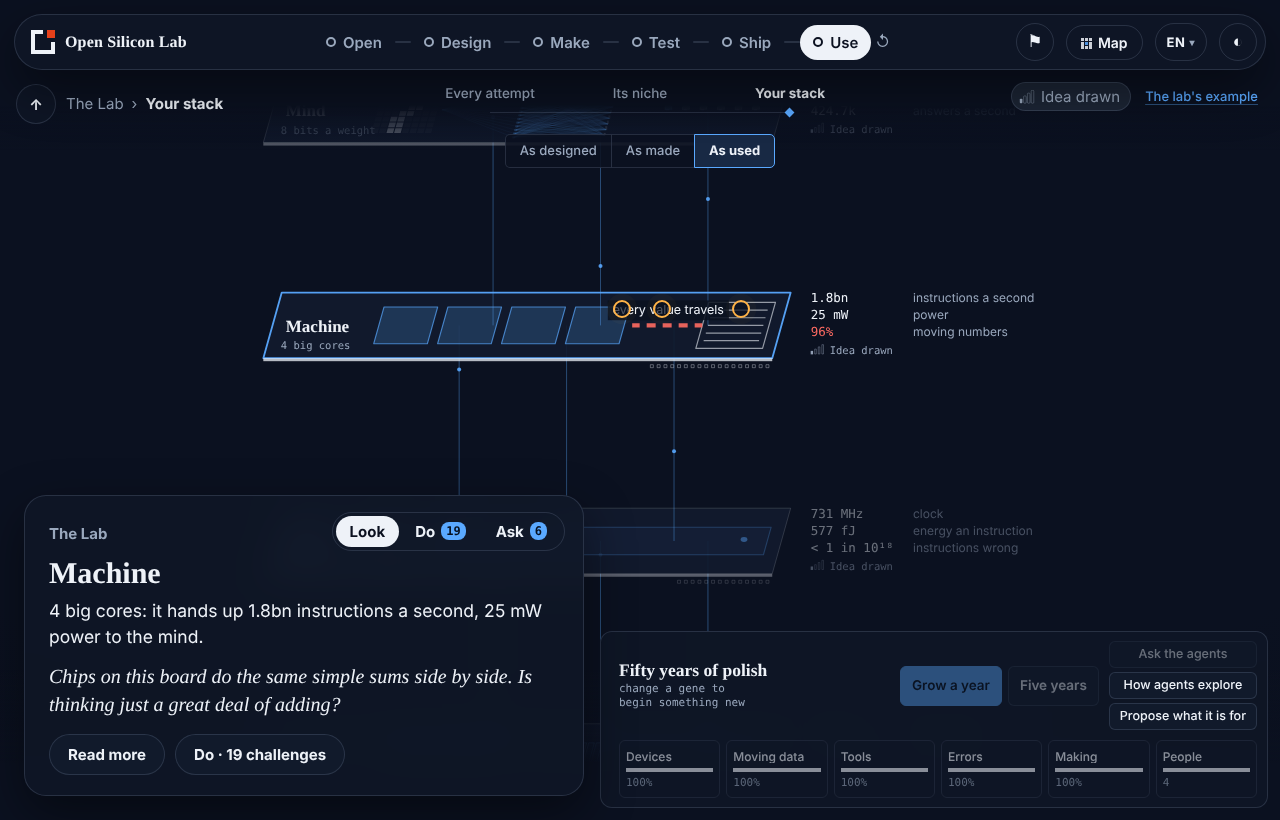 Open Silicon Lab
Open
Design
Make
Test
Ship
Use
Map
EN
The Lab › Your stack
Every attempt
Its niche
Your stack
Idea drawn
The lab's example
Mind
8 bits a weight
424.7k answers a second
Idea drawn
As designed
As made
As used
Machine
4 big cores
every value travels
1.8bn instructions a second
25 mW power
96% moving numbers
Idea drawn
731 MHz clock
577 fJ energy an instruction
< 1 in 10¹⁸ instructions wrong
Idea drawn
The Lab
Look
Do 19
Ask 6
Machine
4 big cores: it hands up 1.8bn instructions a second, 25 mW
power to the mind.
Chips on this board do the same simple sums side by side. Is
thinking just a great deal of adding?
Read more
Do · 19 challenges
Fifty years of polish
change a gene to
begin something new
Grow a year
Five years
Ask the agents
How agents explore
Propose what it is for
Devices
100%
Moving data
100%
Tools
100%
Errors
100%
Making
100%
People
4